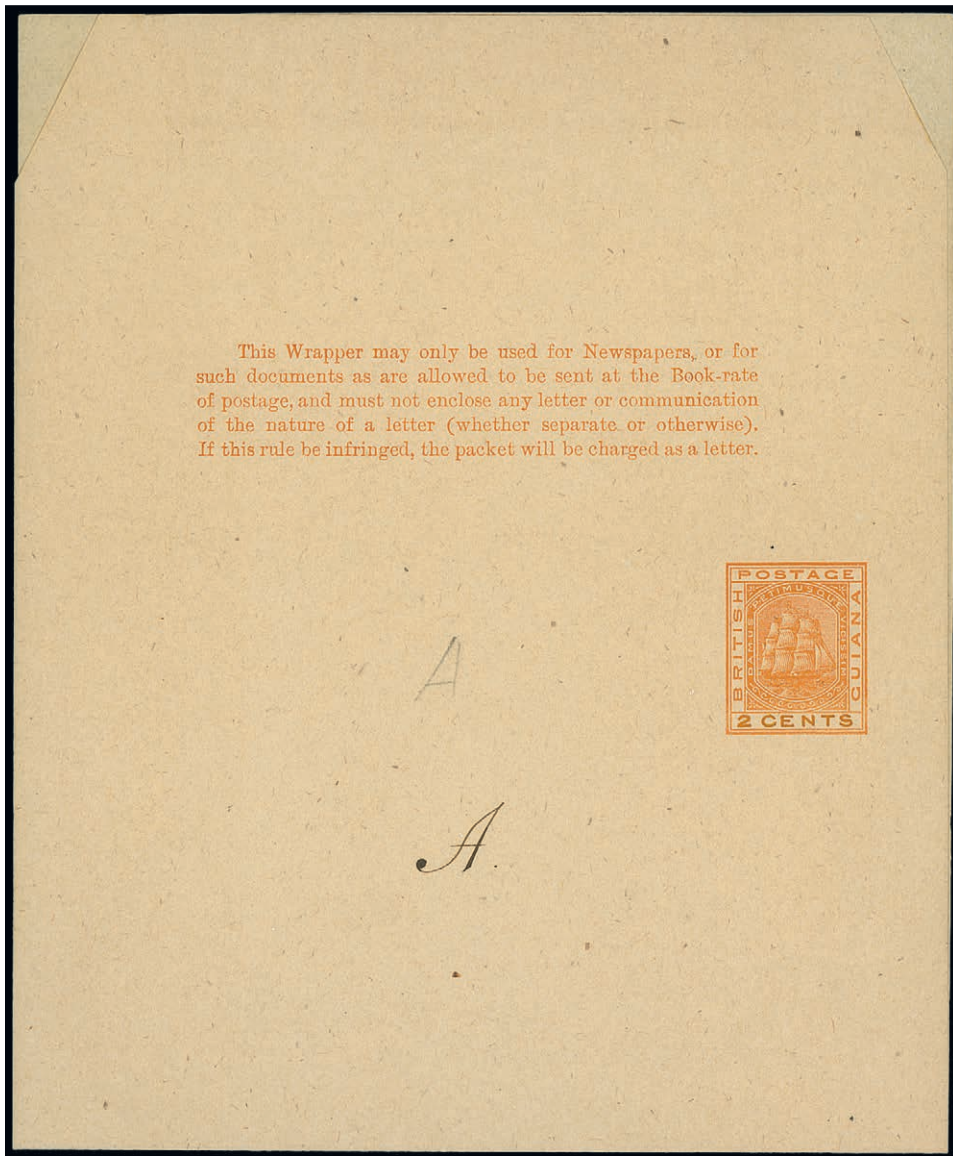 This Wrapper may only be used for Newspapers, or for
such documents as are allowed to be sent at the Book-rate
of postage, and must not enclose any letter or communication
of the nature of a letter (whether separate or otherwise).
If this rule be infringed, the packet will be charged as a letter.
POSTAGE
BRITISH
DAMUS PETIMUSQUE VICISSIM
GUIANA
2 CENTS
A
A.